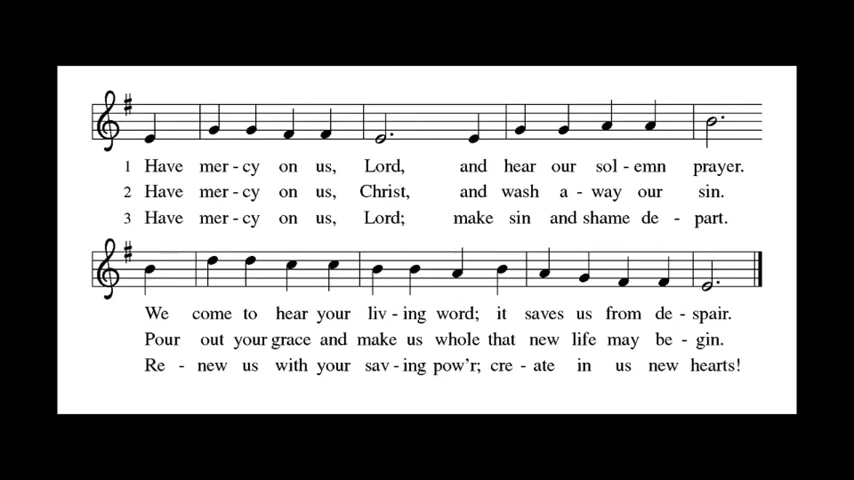 1 Have mer - cy on us, Lord, and hear our sol - emn prayer.
2 Have mer - cy on us, Christ, and wash a - way our sin.
3 Have mer - cy on us, Lord; make sin and shame de - part.
We come to hear your liv - ing word; it saves us from de - spair.
Pour out your grace and make us whole that new life may be - gin.
Re - new us with your sav - ing pow'r; cre - ate in us new hearts!